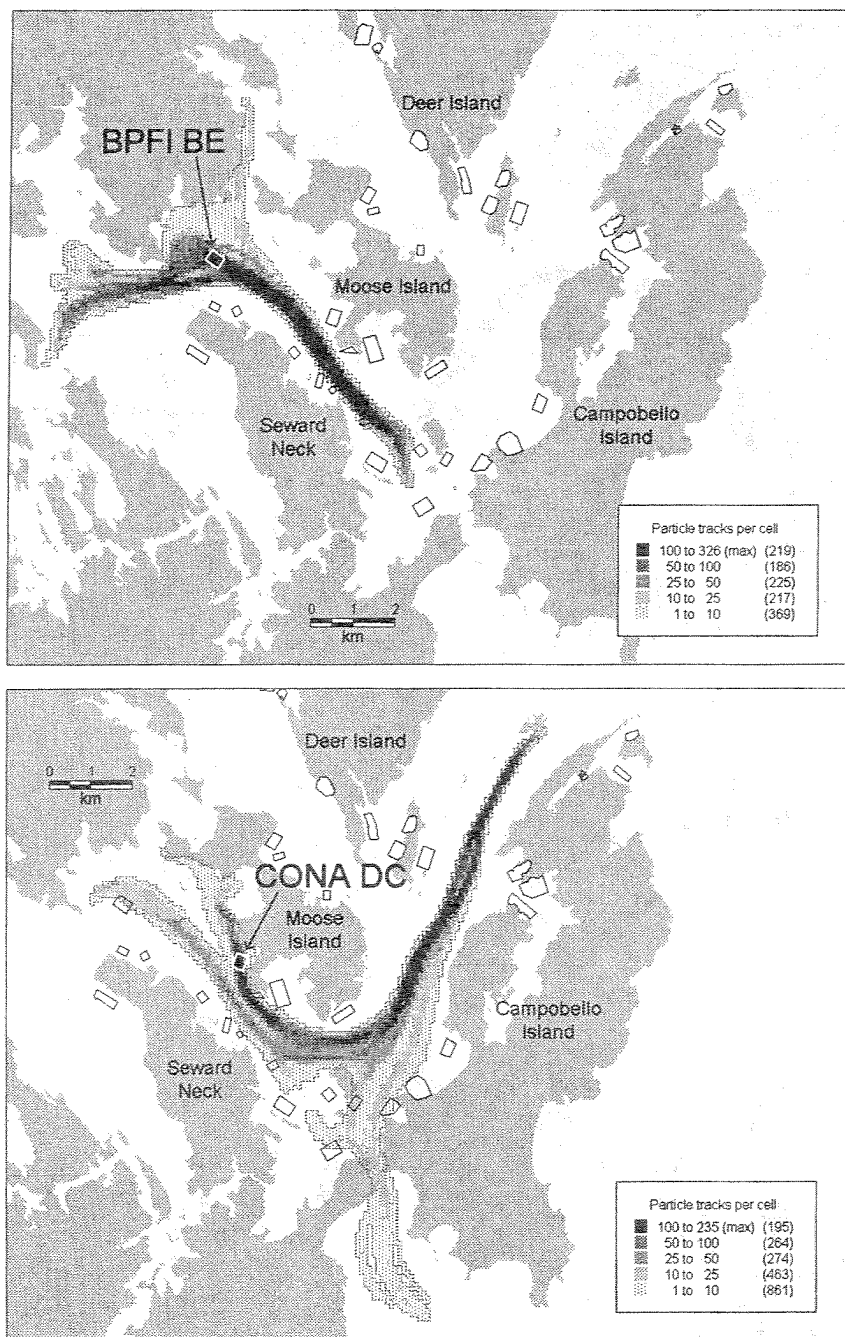 Deer Island
BPFI BE
Moose Island
Campobello
Island
Seward
Neck
Particle tracks per cell
100 to 326 (max) (219)
50 to 100 (186)
25 to 50 (225)
10 to 25 (217)
1 to 10 (369)
0 1 2
km
Deer Island
0 1 2
km
CONA DC
Moose
Island
Campobello
Island
Seward
Neck
Particle tracks per cell
100 to 235 (max) (195)
50 to 100 (264)
25 to 50 (274)
10 to 25 (463)
1 to 10 (861)